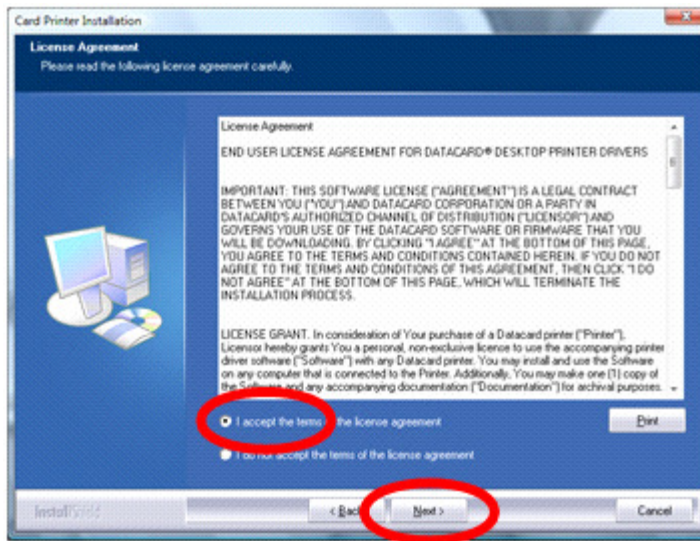 Card Printer Installation
License Agreement
Please read the following license agreement carefully.
License Agreement
END USER LICENSE AGREEMENT FOR DATACARD® DESKTOP PRINTER DRIVERS
IMPORTANT: THIS SOFTWARE LICENSE ("AGREEMENT") IS A LEGAL CONTRACT
BETWEEN YOU ("YOU") AND DATACARD CORPORATION OR A PARTY IN
DATACARD'S AUTHORIZED CHANNEL OF DISTRIBUTION ("LICENSOR") AND
GOVERNS YOUR USE OF THE DATACARD SOFTWARE OR FIRMWARE THAT YOU
WILL BE DOWNLOADING. BY CLICKING "I AGREE" AT THE BOTTOM OF THIS PAGE,
YOU AGREE TO THE TERMS AND CONDITIONS CONTAINED HEREIN. IF YOU DO NOT
AGREE TO THE TERMS AND CONDITIONS OF THIS AGREEMENT, THEN CLICK "I DO
NOT AGREE" AT THE BOTTOM OF THIS PAGE, WHICH WILL TERMINATE THE
INSTALLATION PROCESS.
LICENSE GRANT. In consideration of Your purchase of a Datacard printer ("Printer"),
Licensor hereby grants You a personal, non-exclusive licence to use the accompanying printer
driver software ("Software") with any Datacard printer. You may install and use the Software
on any computer that is connected to the Printer. Additionally, You may make one (1) copy of
the Software and any accompanying documentation ("Documentation") for archival purposes.
I accept the terms of the license agreement
Print
I do not accept the terms of the license agreement
InstallShield
< Back
Next >
Cancel